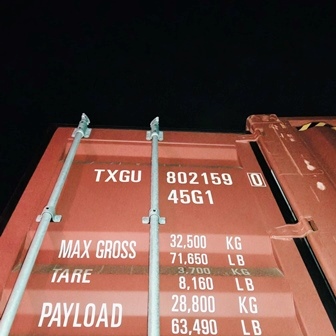 TXGU 802159 0
45G1
MAX GROSS 32,500 KG
71,650 LB
TARE 3,700 KG
8,160 LB
PAYLOAD 28,800 KG
63,490 LB